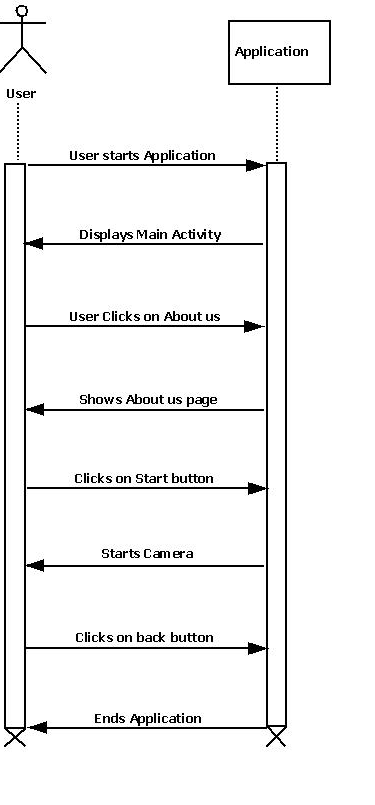 User
Application
User starts Application
Displays Main Activity
User Clicks on About us
Shows About us page
Clicks on Start button
Starts Camera
Clicks on back button
Ends Application